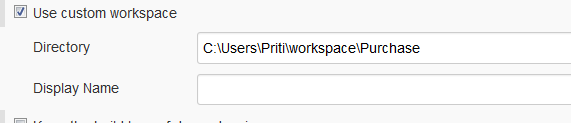 Use custom workspace
Directory
C:\Users\Priti\workspace\Purchase
Display Name